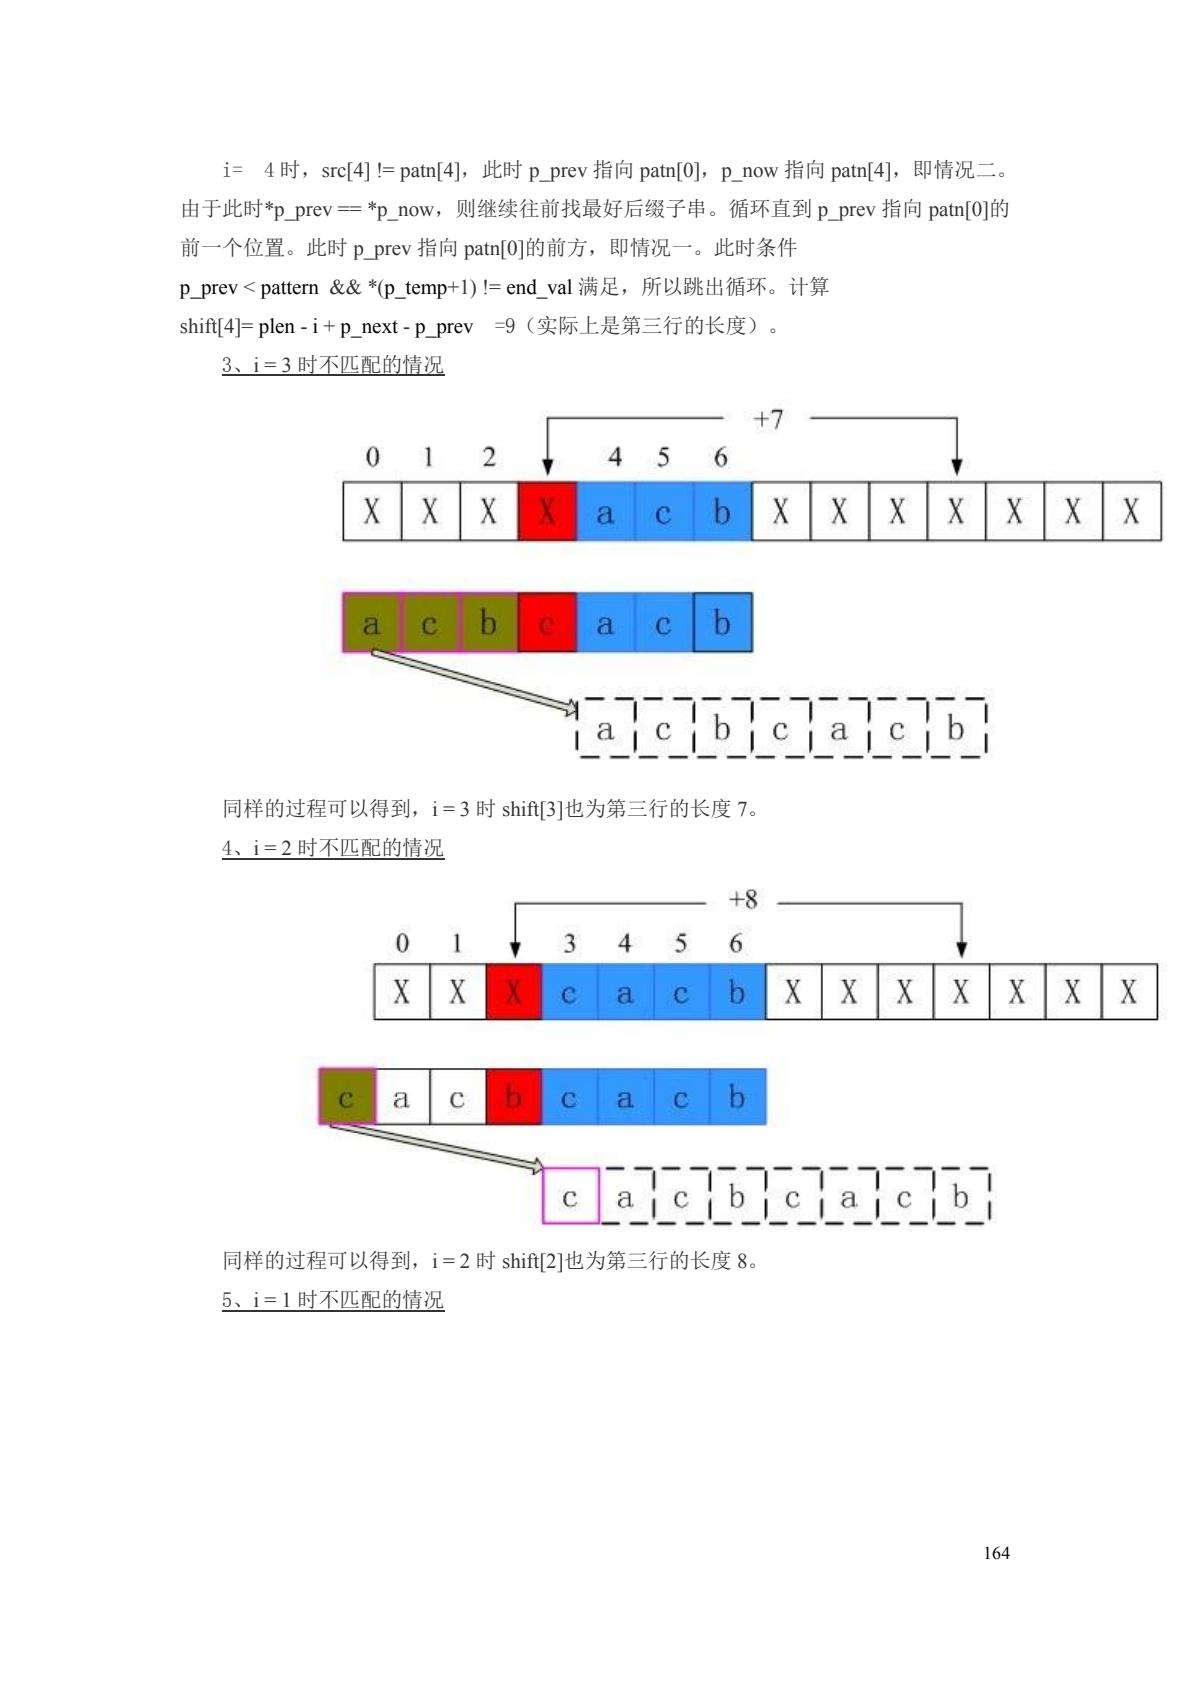 i= 4 时，src[4] != patn[4]，此时 p_prev 指向 patn[0]，p_now 指向 patn[4]，即情况二。
由于此时*p_prev == *p_now，则继续往前找最好后缀子串。循环直到 p_prev 指向 patn[0]的
前一个位置。此时 p_prev 指向 patn[0]的前方，即情况一。此时条件
p_prev < pattern && *(p_temp+1) != end_val 满足，所以跳出循环。计算
shift[4]= plen - i + p_next - p_prev =9（实际上是第三行的长度）。
3、i = 3 时不匹配的情况
+7
0 1 2 4 5 6
X X X X a c b X X X X X X X
a c b c a c b
a c b c a c b
同样的过程可以得到，i = 3 时 shift[3]也为第三行的长度 7。
4、i = 2 时不匹配的情况
+8
0 1 3 4 5 6
X X X c a c b X X X X X X X
c a c b c a c b
c a c b c a c b
同样的过程可以得到，i = 2 时 shift[2]也为第三行的长度 8。
5、i = 1 时不匹配的情况
164